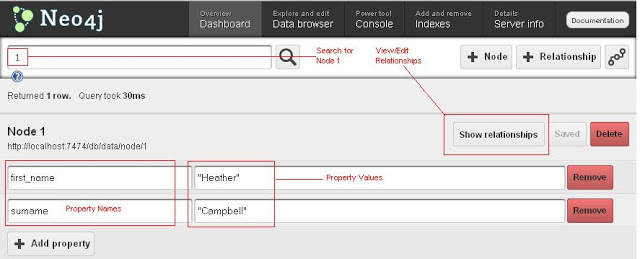 Neo4j
Overview
Dashboard
Explore and edit
Data browser
Power tool
Console
Add and remove
Indexes
Details
Server info
Documentation
1
Search for
Node 1
View/Edit
Relationships
+ Node
+ Relationship
?
Returned 1 row. Query took 30ms
Node 1
http://localhost:7474/db/data/node/1
Show relationships
Saved
Delete
first_name
"Heather"
Property Values
Remove
surname
Property Names
"Campbell"
Remove
+ Add property